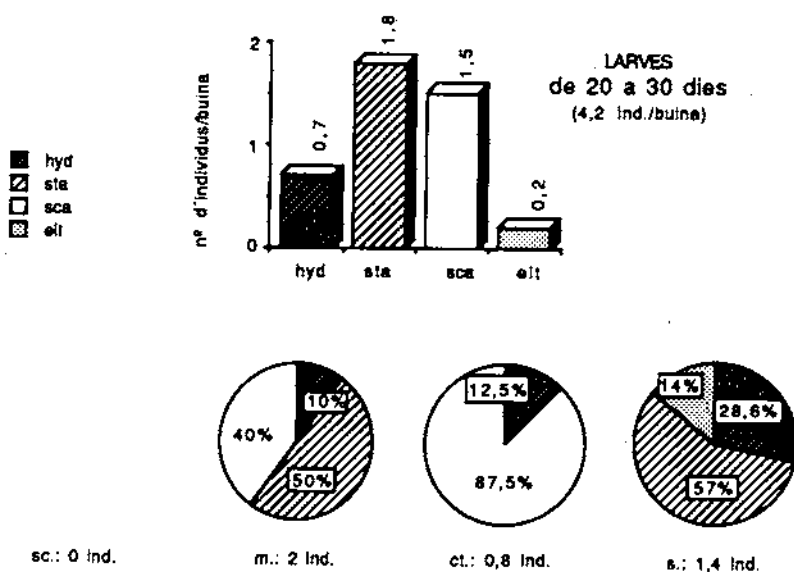 2
1
0
nº d'individus/buina
0,7
1,8
1,5
0,2
hyd
sta
sca
elt
LARVES
de 20 a 30 dies
(4,2 ind./buina)
hyd
sta
sca
elt
10%
50%
40%
12,5%
87,5%
14%
28,6%
57%
sc.: 0 ind.
m.: 2 ind.
ct.: 0,8 ind.
s.: 1,4 ind.